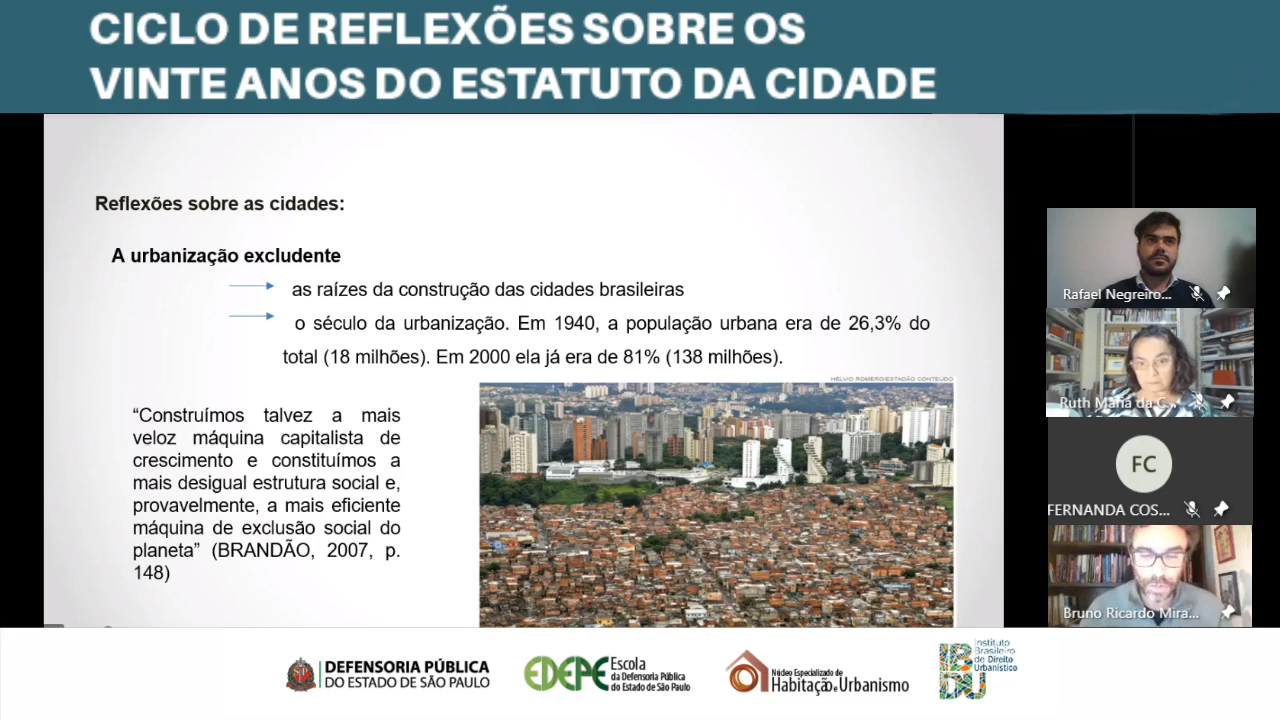 CICLO DE REFLEXÕES SOBRE OS
VINTE ANOS DO ESTATUTO DA CIDADE
Reflexões sobre as cidades:
A urbanização excludente
as raízes da construção das cidades brasileiras
o século da urbanização. Em 1940, a população urbana era de 26,3% do
total (18 milhões). Em 2000 ela já era de 81% (138 milhões).
HÉLVIO ROMERO/ESTADÃO CONTEÚDO
“Construímos talvez a mais
veloz máquina capitalista de
crescimento e constituímos a
mais desigual estrutura social e,
provavelmente, a mais eficiente
máquina de exclusão social do
planeta” (BRANDÃO, 2007, p.
148)
Rafael Negreiro...
Ruth Maria da C...
FC
FERNANDA COS...
Bruno Ricardo Mira...
DEFENSORIA PÚBLICA
DO ESTADO DE SÃO PAULO
EDEPE
Escola
da Defensoria Pública
do Estado de São Paulo
Núcleo Especializado de
Habitação e Urbanismo
IBDU
Instituto
Brasileiro
de Direito
Urbanístico